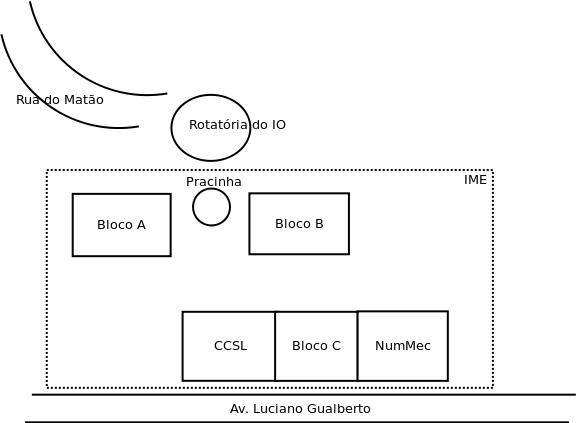 Rua do Matão
Rotatória do IO
Pracinha
IME
Bloco A
Bloco B
CCSL
Bloco C
NumMec
Av. Luciano Gualberto